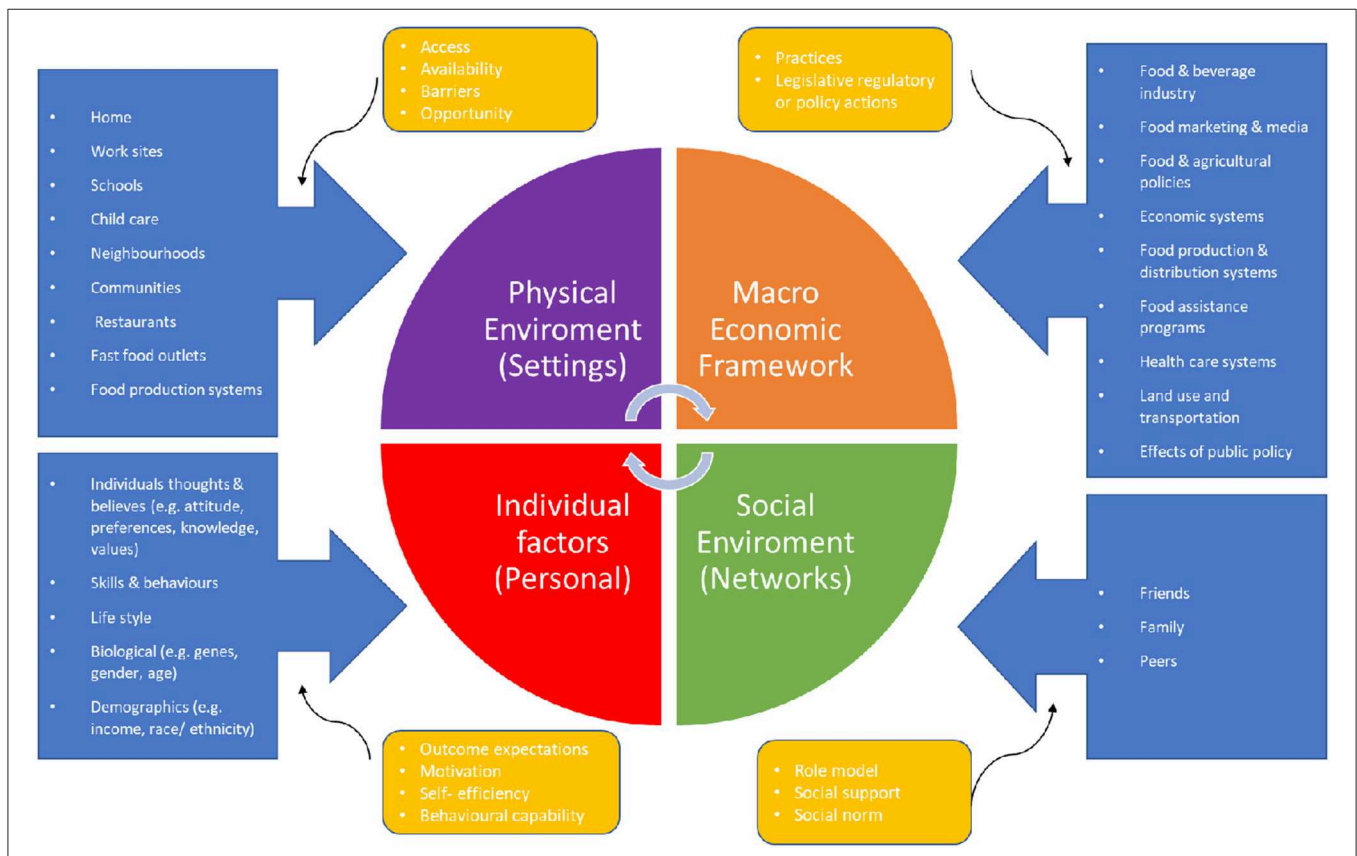 • Access
• Availability
• Barriers
• Opportunity
• Practices
• Legislative regulatory
or policy actions
• Home
• Work sites
• Schools
• Child care
• Neighbourhoods
• Communities
• Restaurants
• Fast food outlets
• Food production systems
Physical
Enviroment
(Settings)
Macro
Economic
Framework
• Food & beverage
industry
• Food marketing & media
• Food & agricultural
policies
• Economic systems
• Food production &
distribution systems
• Food assistance
programs
• Health care systems
• Land use and
transportation
• Effects of public policy
• Individuals thoughts &
believes (e.g. attitude,
preferences, knowledge,
values)
• Skills & behaviours
• Life style
• Biological (e.g. genes,
gender, age)
• Demographics (e.g.
income, race/ ethnicity)
Individual
factors
(Personal)
Social
Enviroment
(Networks)
• Friends
• Family
• Peers
• Outcome expectations
• Motivation
• Self- efficiency
• Behavioural capability
• Role model
• Social support
• Social norm